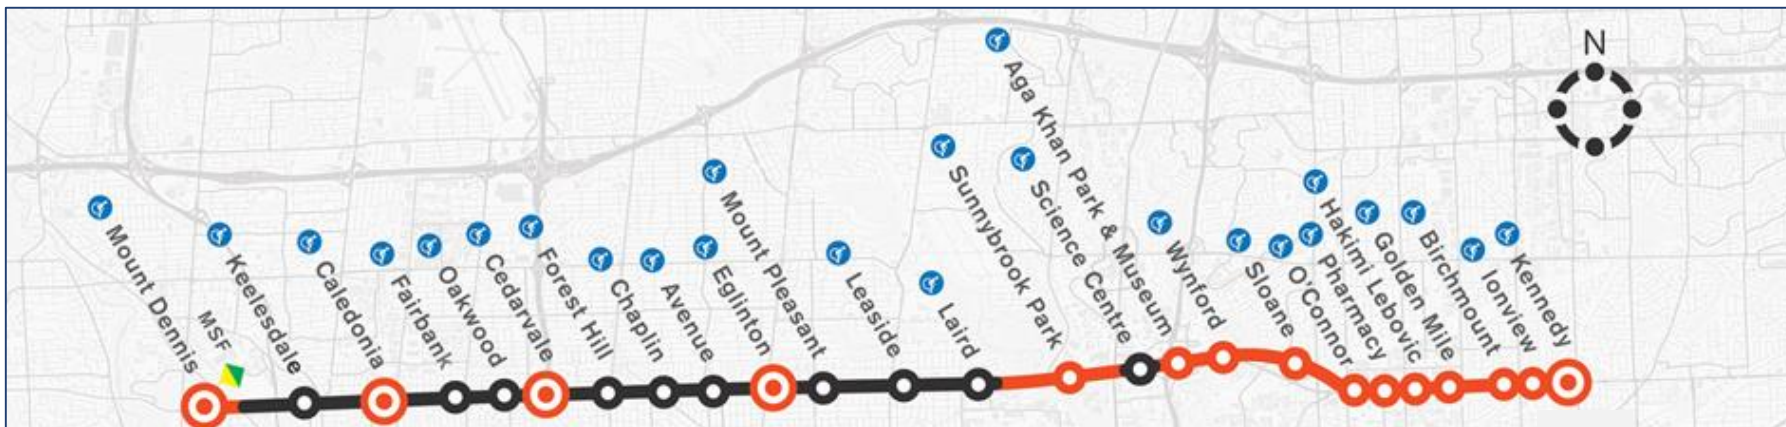 N
Mount Dennis
MSF
Keelesdale
Caledonia
Fairbank
Oakwood
Cedarvale
Forest Hill
Chaplin
Avenue
Eglinton
Mount Pleasant
Leaside
Laird
Sunnybrook Park
Science Centre
Aga Khan Park & Museum
Wynford
Sloane
O'Connor
Pharmacy
Hakimi Lebovic
Golden Mile
Birchmount
Ionview
Kennedy